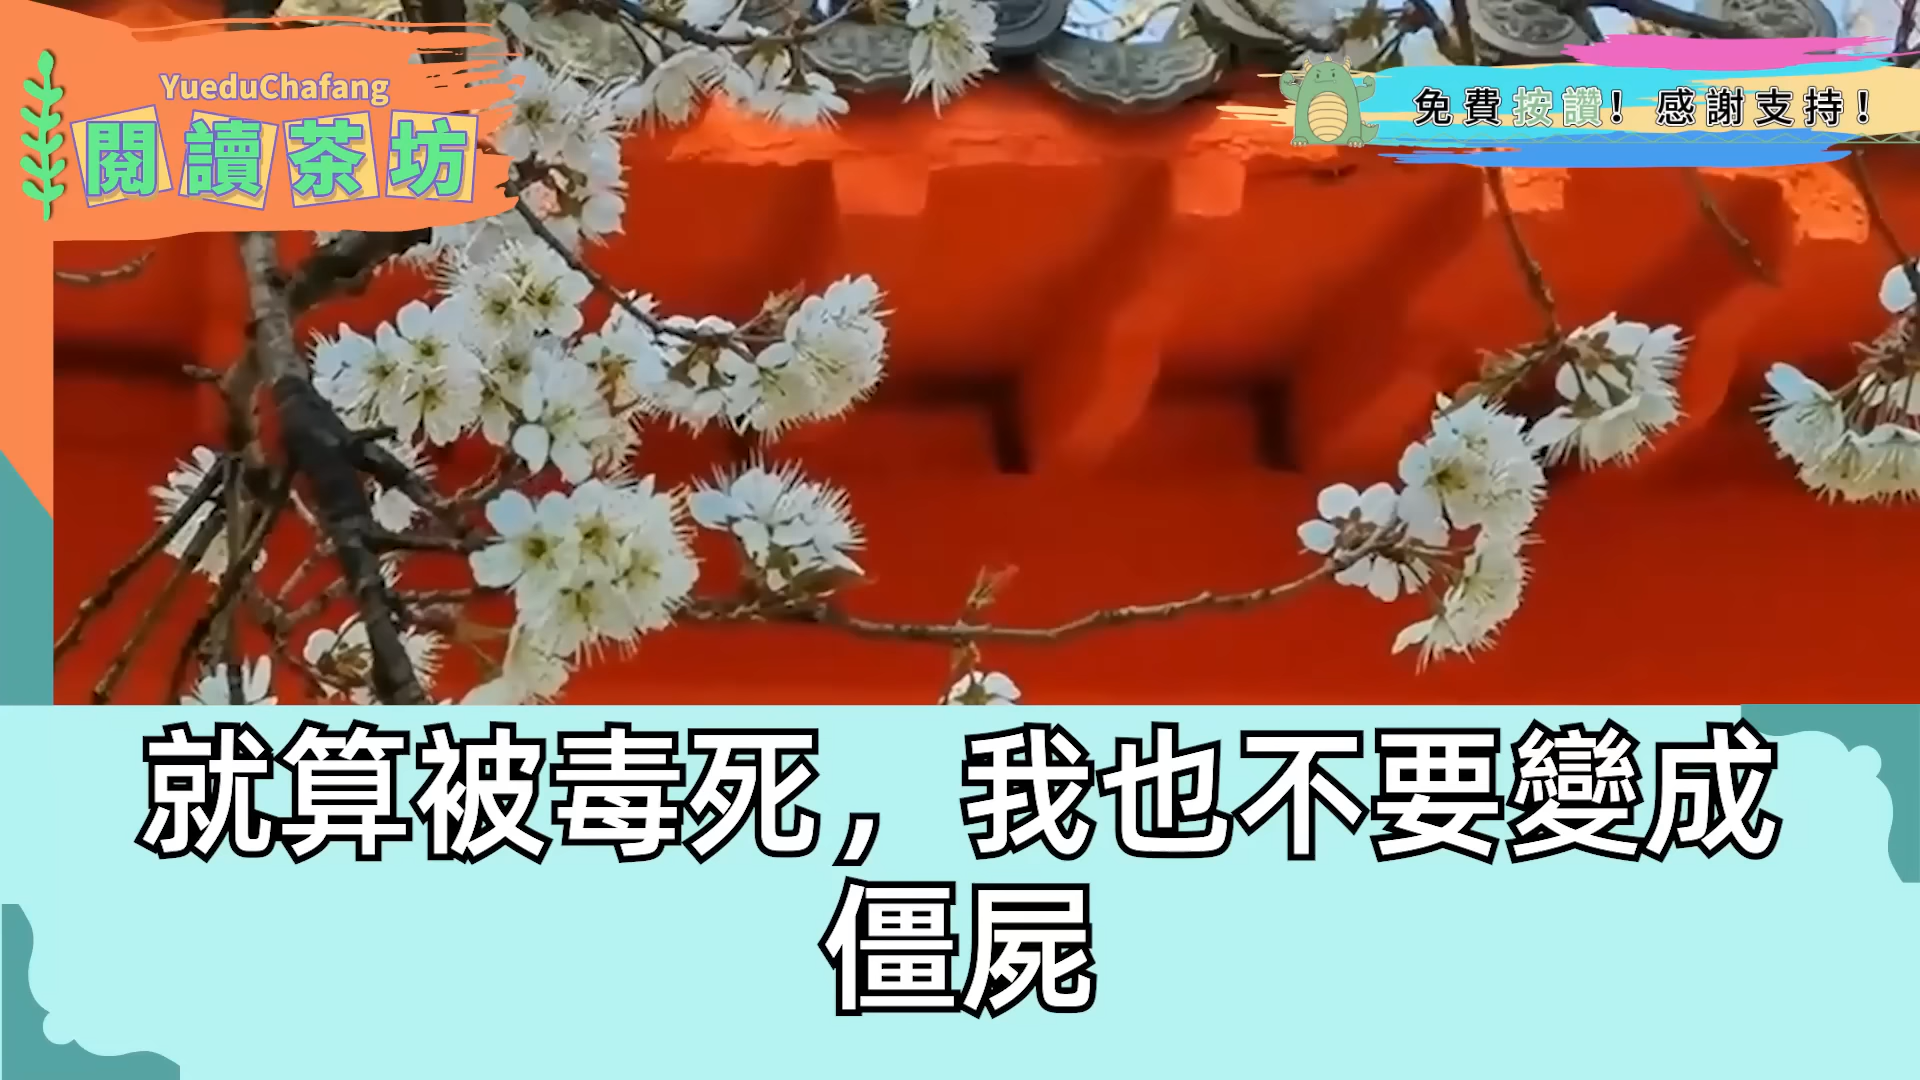 YueduChafang
閱讀茶坊
免費按讚！感謝支持！
就算被毒死，我也不要變成
僵屍